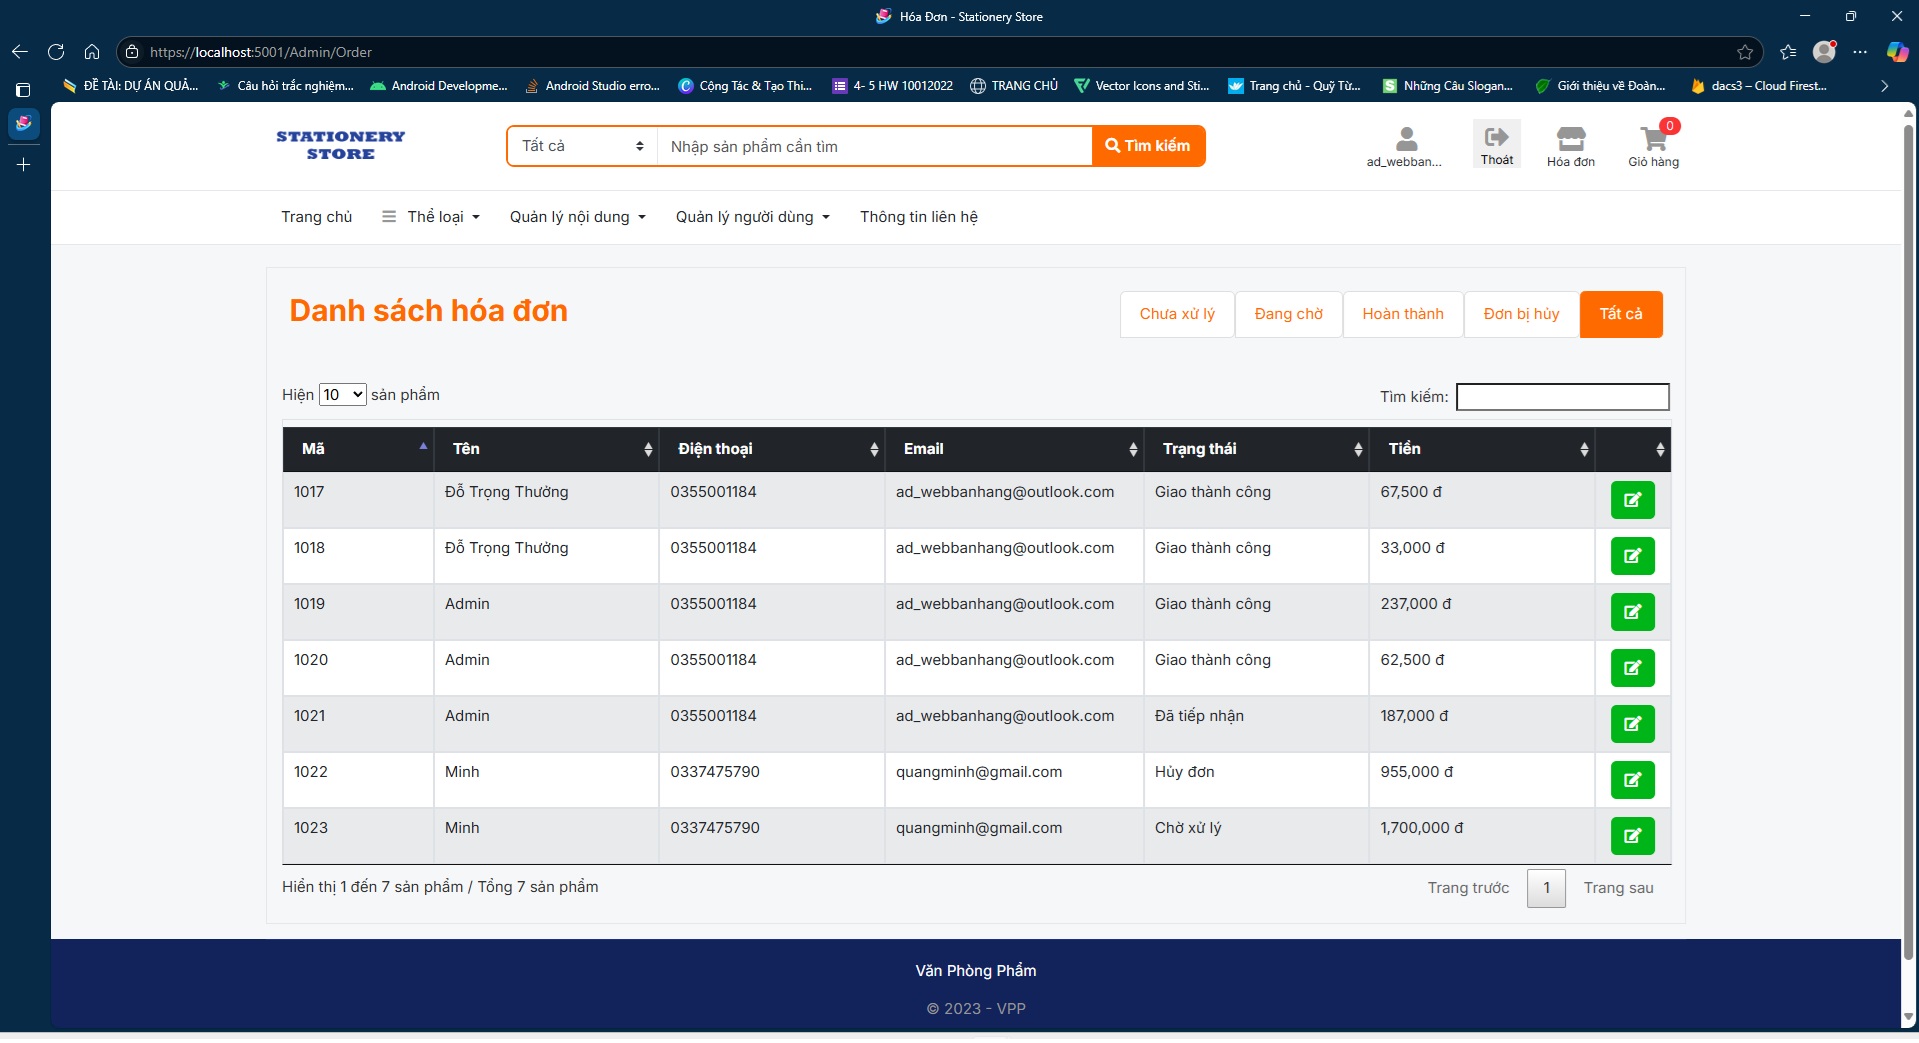 Hóa Đơn - Stationery Store
https://localhost:5001/Admin/Order
ĐỀ TÀI: DỰ ÁN QUẢ...
Câu hỏi trắc nghiệm...
Android Developme...
Android Studio erro...
Cộng Tác & Tạo Thi...
4- 5 HW 10012022
TRANG CHỦ
Vector Icons and Sti...
Trang chủ - Quỹ Từ...
Những Câu Slogan...
Giới thiệu về Đoàn...
dacs3 – Cloud Firest...
STATIONERY
STORE
Tất cả
Nhập sản phẩm cần tìm
Tìm kiếm
ad_webban...
Thoát
Hóa đơn
0
Giỏ hàng
Trang chủ
Thể loại
Quản lý nội dung
Quản lý người dùng
Thông tin liên hệ
Danh sách hóa đơn
Chưa xử lý
Đang chờ
Hoàn thành
Đơn bị hủy
Tất cả
Hiện 10 sản phẩm
Tìm kiếm:
Mã Tên Điện thoại Email Trạng thái Tiền
1017 Đỗ Trọng Thưởng 0355001184 ad_webbanhang@outlook.com Giao thành công 67,500 đ
1018 Đỗ Trọng Thưởng 0355001184 ad_webbanhang@outlook.com Giao thành công 33,000 đ
1019 Admin 0355001184 ad_webbanhang@outlook.com Giao thành công 237,000 đ
1020 Admin 0355001184 ad_webbanhang@outlook.com Giao thành công 62,500 đ
1021 Admin 0355001184 ad_webbanhang@outlook.com Đã tiếp nhận 187,000 đ
1022 Minh 0337475790 quangminh@gmail.com Hủy đơn 955,000 đ
1023 Minh 0337475790 quangminh@gmail.com Chờ xử lý 1,700,000 đ
Hiển thị 1 đến 7 sản phẩm / Tổng 7 sản phẩm
Trang trước 1 Trang sau
Văn Phòng Phẩm
© 2023 - VPP